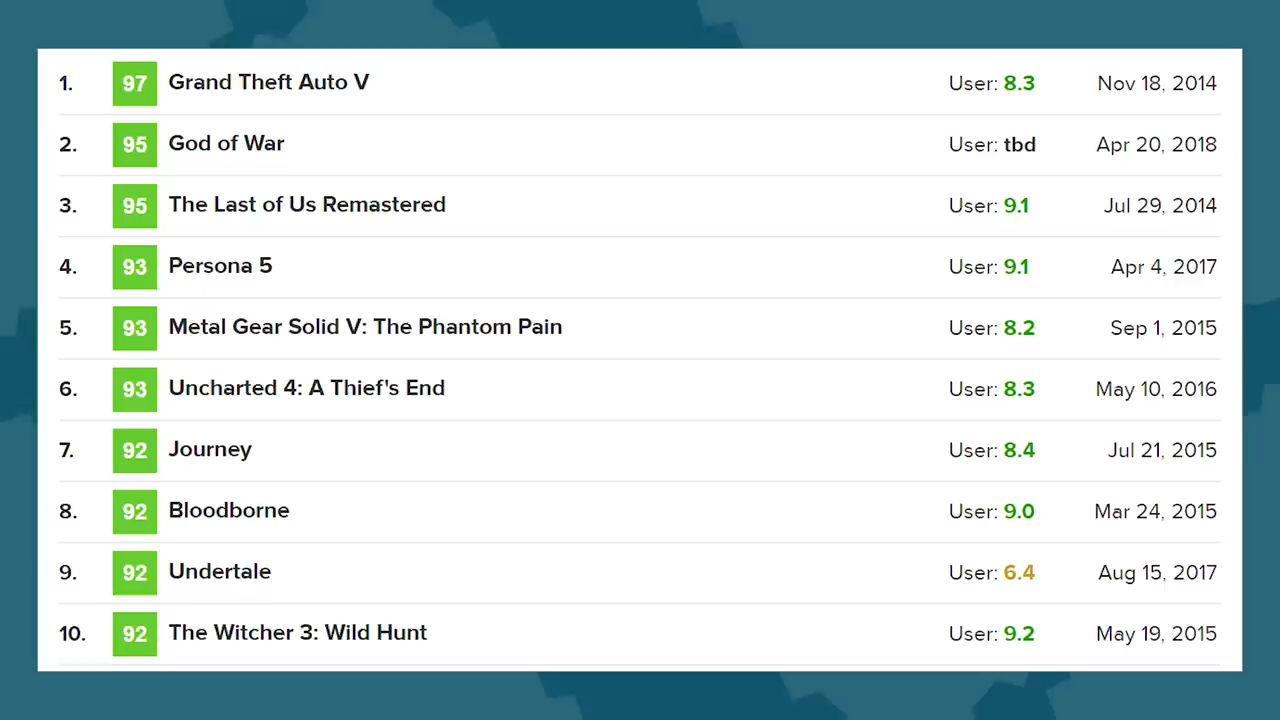 1. 97 Grand Theft Auto V User: 8.3 Nov 18, 2014
2. 95 God of War User: tbd Apr 20, 2018
3. 95 The Last of Us Remastered User: 9.1 Jul 29, 2014
4. 93 Persona 5 User: 9.1 Apr 4, 2017
5. 93 Metal Gear Solid V: The Phantom Pain User: 8.2 Sep 1, 2015
6. 93 Uncharted 4: A Thief's End User: 8.3 May 10, 2016
7. 92 Journey User: 8.4 Jul 21, 2015
8. 92 Bloodborne User: 9.0 Mar 24, 2015
9. 92 Undertale User: 6.4 Aug 15, 2017
10. 92 The Witcher 3: Wild Hunt User: 9.2 May 19, 2015